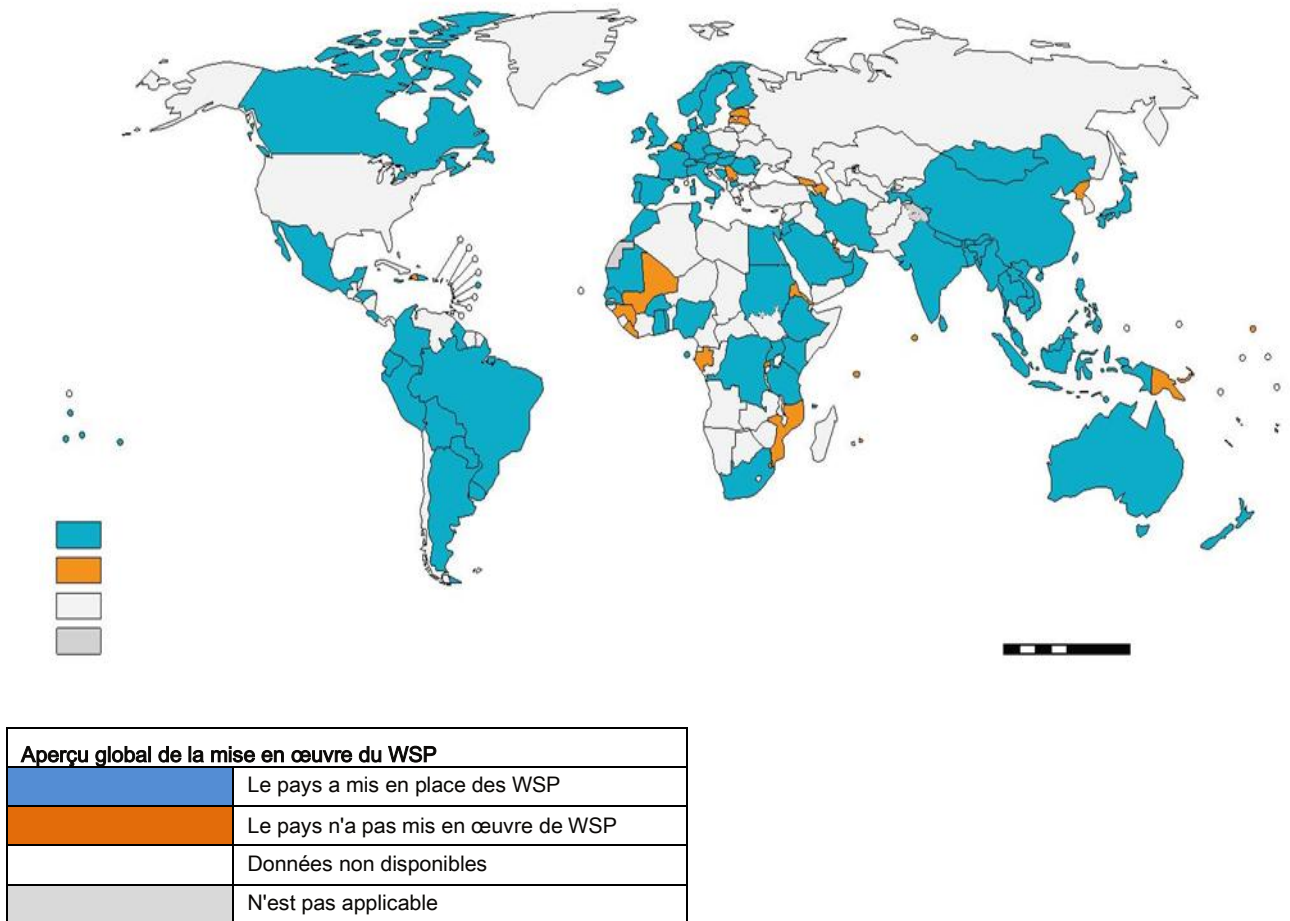 Aperçu global de la mise en œuvre du WSP
Le pays a mis en place des WSP
Le pays n'a pas mis en œuvre de WSP
Données non disponibles
N'est pas applicable